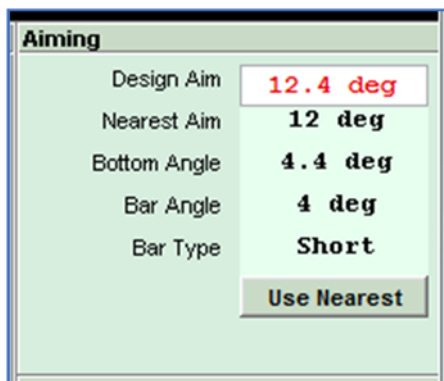 Aiming
Design Aim 12.4 deg
Nearest Aim 12 deg
Bottom Angle 4.4 deg
Bar Angle 4 deg
Bar Type Short
Use Nearest